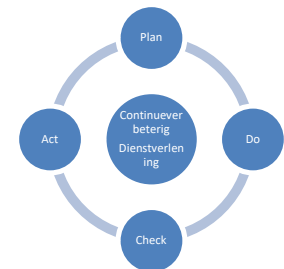 Plan
Continuever
beterig
Dienstverlen
ing
Act
Do
Check